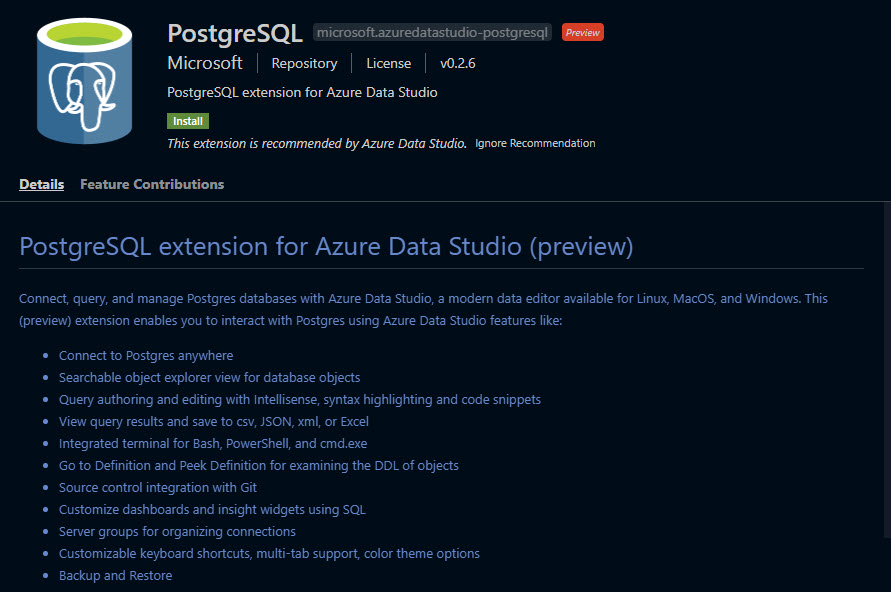 PostgreSQL microsoft.azuredatastudio-postgresql Preview
Microsoft Repository License v0.2.6
PostgreSQL extension for Azure Data Studio
Install
This extension is recommended by Azure Data Studio. Ignore Recommendation
Details Feature Contributions
PostgreSQL extension for Azure Data Studio (preview)
Connect, query, and manage Postgres databases with Azure Data Studio, a modern data editor available for Linux, MacOS, and Windows. This
(preview) extension enables you to interact with Postgres using Azure Data Studio features like:
• Connect to Postgres anywhere
• Searchable object explorer view for database objects
• Query authoring and editing with Intellisense, syntax highlighting and code snippets
• View query results and save to csv, JSON, xml, or Excel
• Integrated terminal for Bash, PowerShell, and cmd.exe
• Go to Definition and Peek Definition for examining the DDL of objects
• Source control integration with Git
• Customize dashboards and insight widgets using SQL
• Server groups for organizing connections
• Customizable keyboard shortcuts, multi-tab support, color theme options
• Backup and Restore